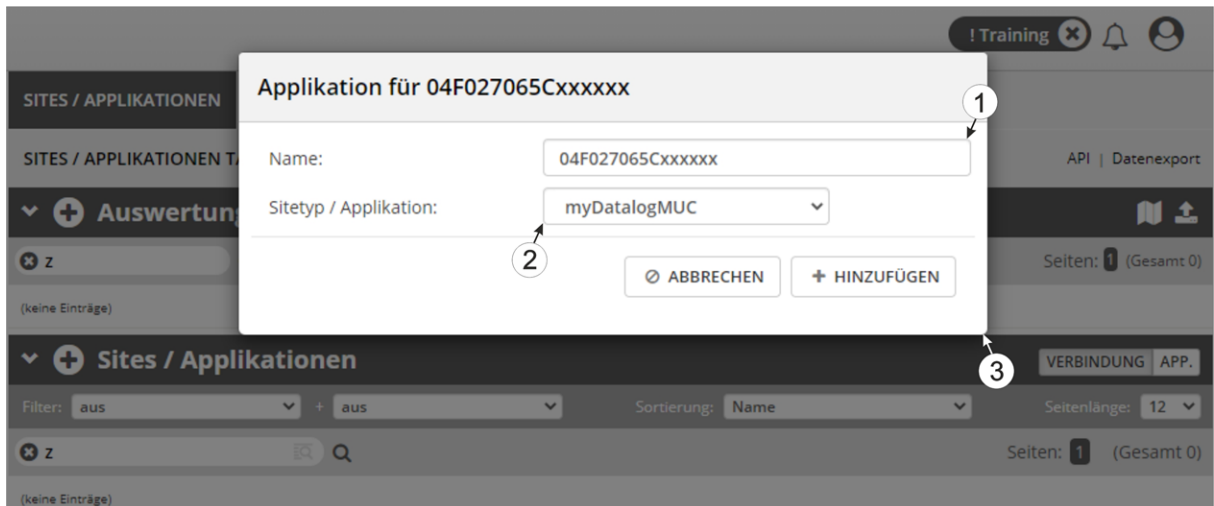 ! Training
Applikation für 04F027065Cxxxxxx
1
SITES / APPLIKATIONEN
SITES / APPLIKATIONEN
Name: 04F027065Cxxxxxx
API | Datenexport
Sitetyp / Applikation: myDatalogMUC
2
Auswertun
z
ABBRECHEN + HINZUFÜGEN
Seiten: 1 (Gesamt 0)
(keine Einträge)
3
Sites / Applikationen
VERBINDUNG APP.
Filter: aus + aus Sortierung: Name Seitenlänge: 12
z
Seiten: 1 (Gesamt 0)
(keine Einträge)